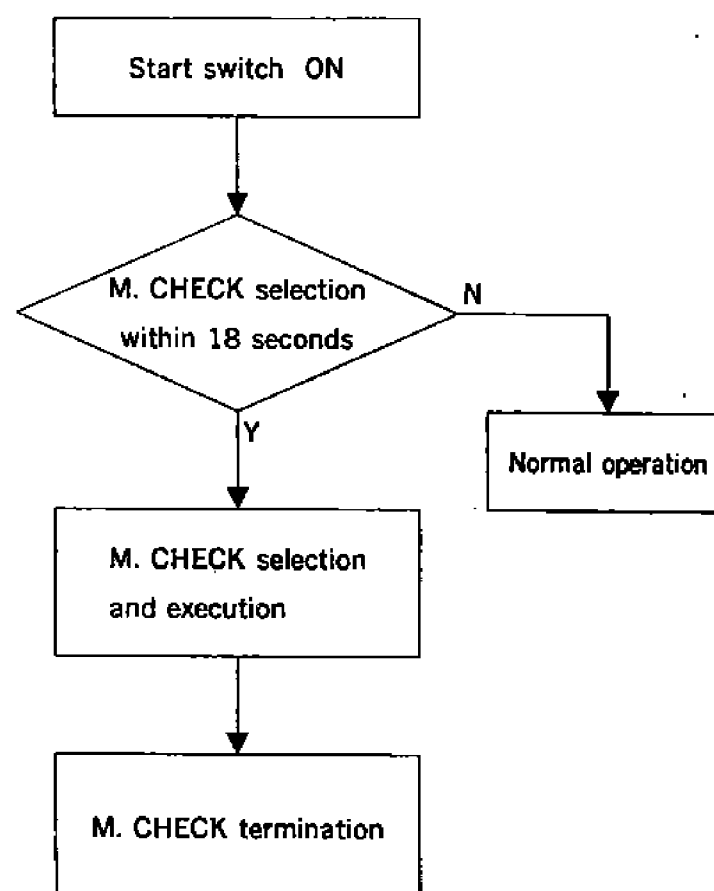 Start switch ON
M. CHECK selection
within 18 seconds
N
Y
Normal operation
M. CHECK selection
and execution
M. CHECK termination